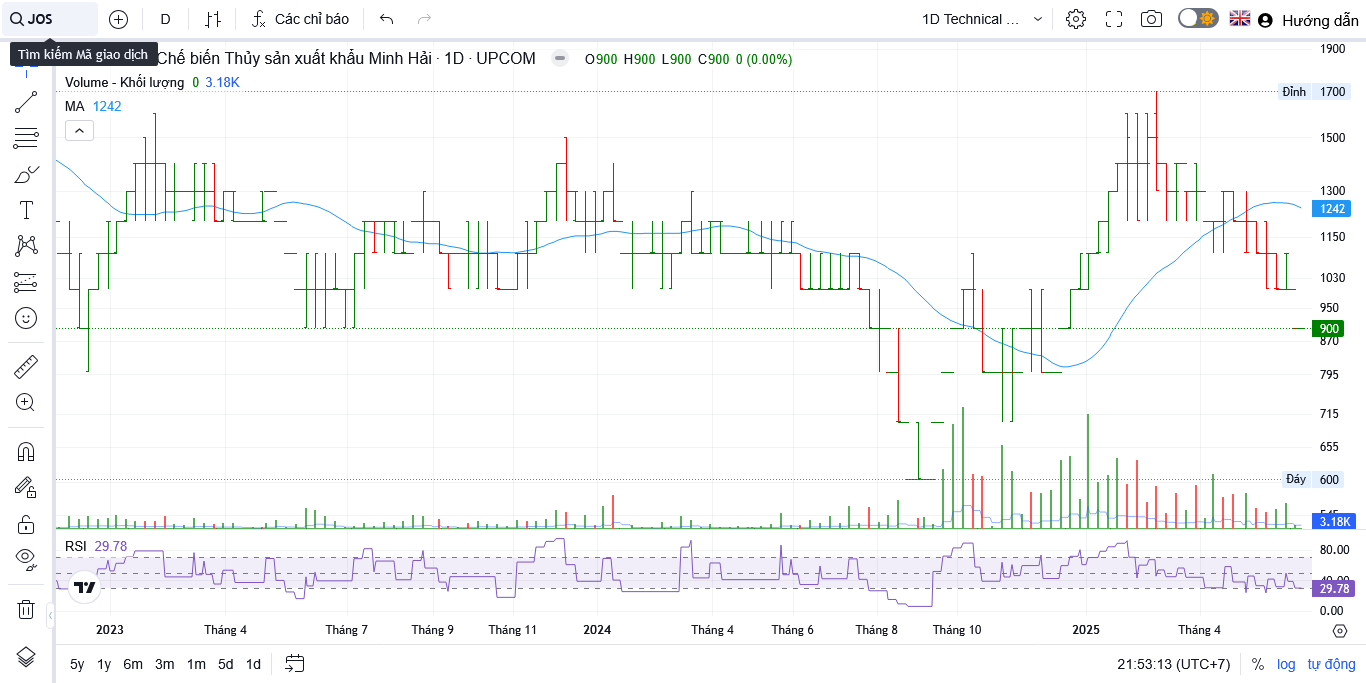 JOS D Các chỉ báo 1D Technical ... Hướng dẫn
Tìm kiếm Mã giao dịch
Chế biến Thủy sản xuất khẩu Minh Hải · 1D · UPCOM O900 H900 L900 C900 0 (0.00%)
Volume - Khối lượng 0 3.18K
MA 1242
1900
Đỉnh 1700
1500
1300
1242
1150
1030
950
900
870
795
715
655
Đáy 600
3.18K
RSI 29.78
80.00
40.00
29.78
0.00
2023 Tháng 4 Tháng 7 Tháng 9 Tháng 11 2024 Tháng 4 Tháng 6 Tháng 8 Tháng 10 2025 Tháng 4
5y 1y 6m 3m 1m 5d 1d 21:53:13 (UTC+7) % log tự động